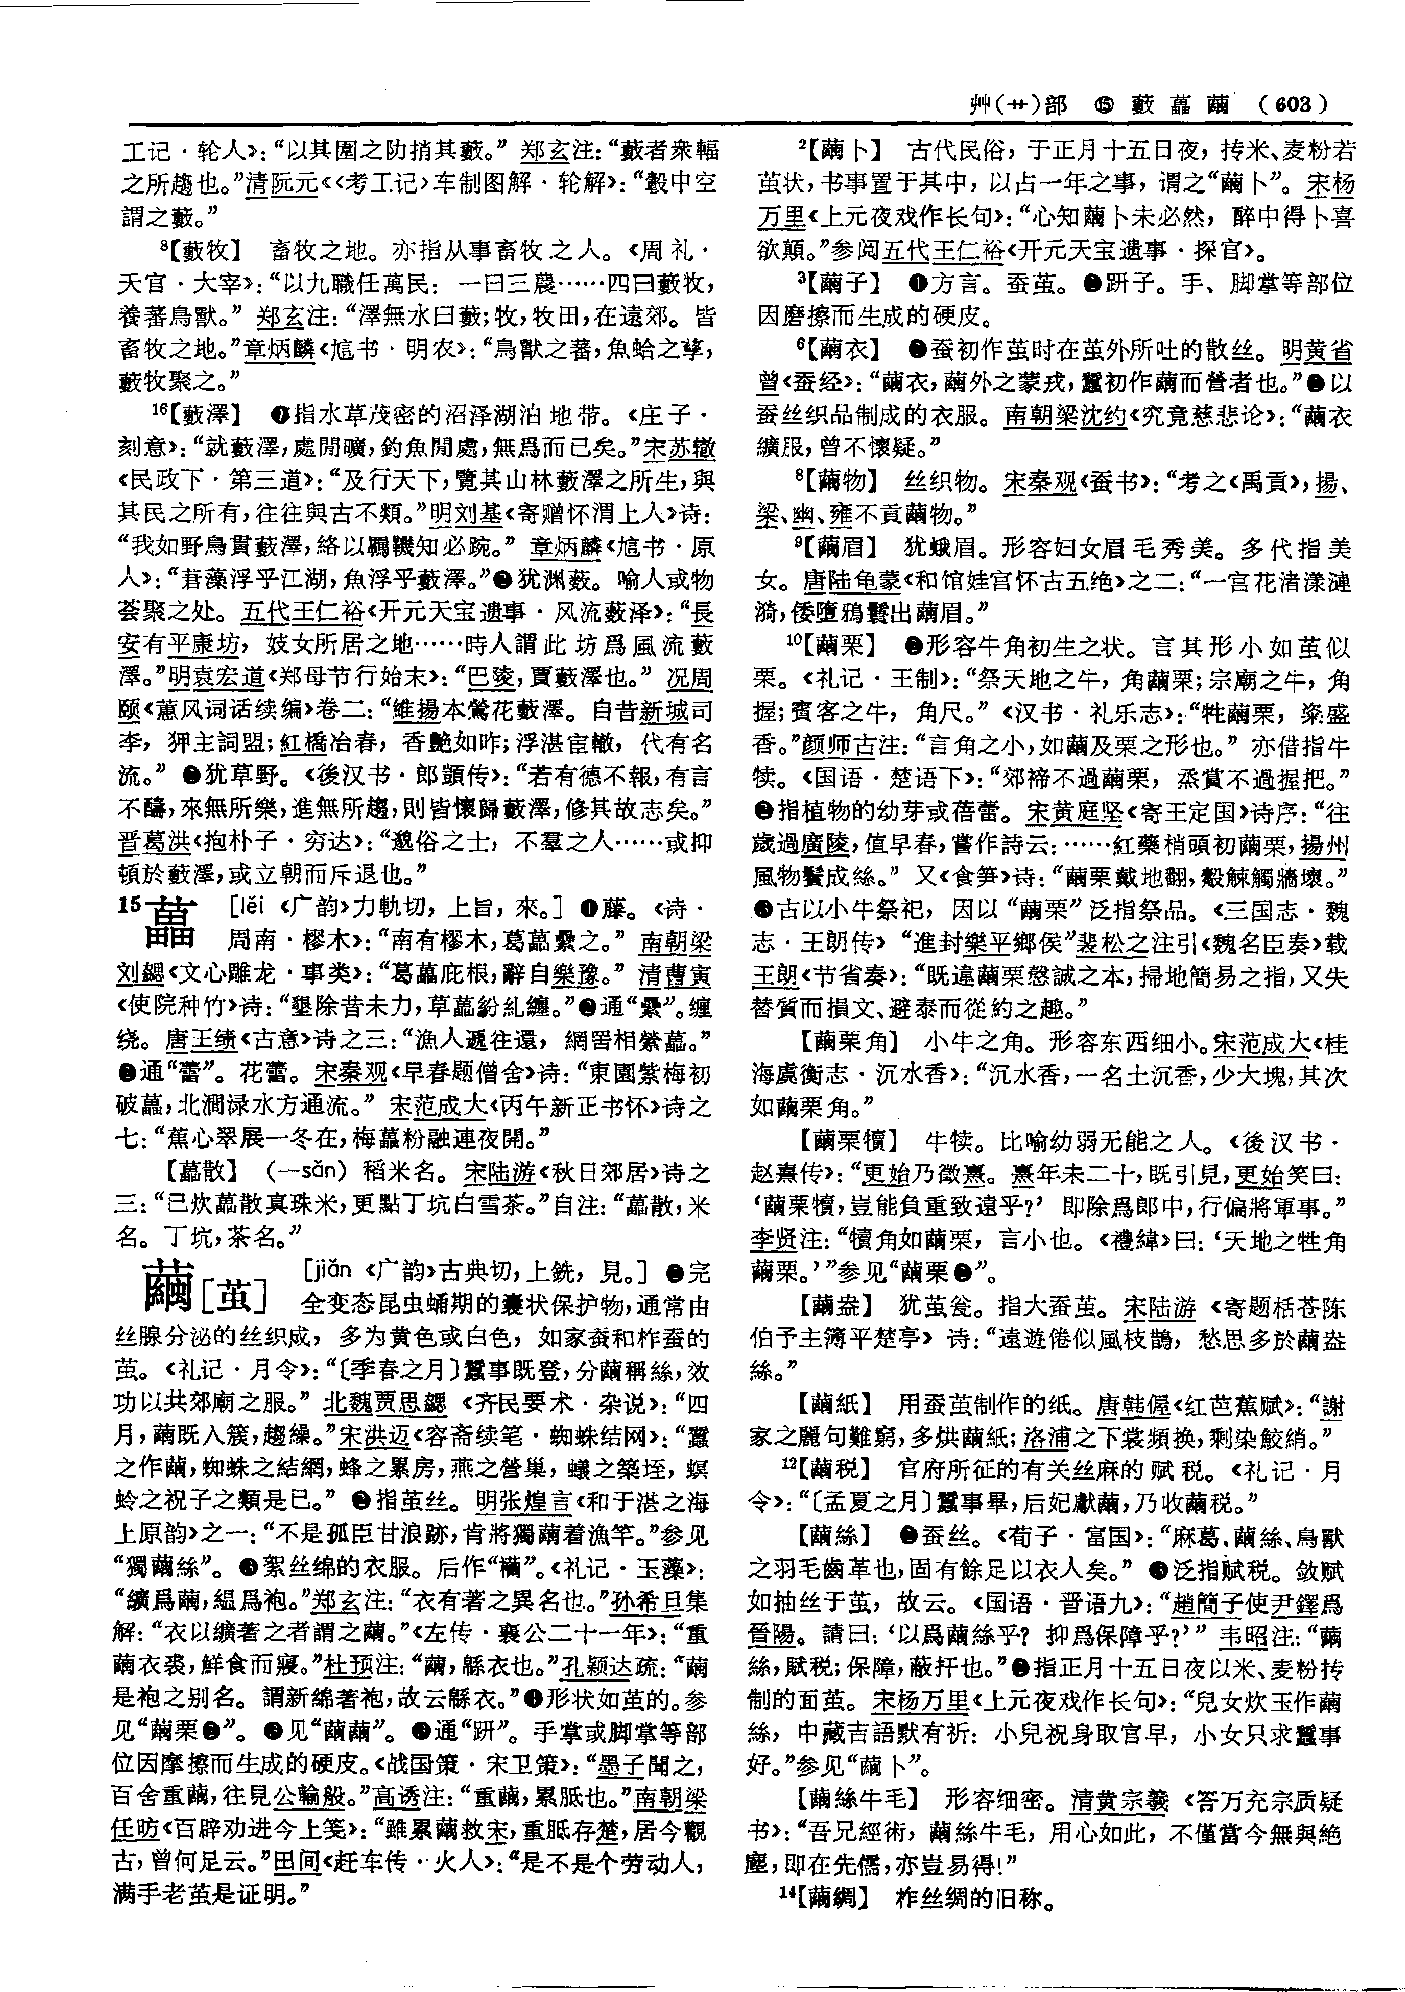 艸(艹)部 ⑮ 藪 藟 繭 (603)
工记·轮人》：“以其圍之阞捎其藪。” 郑玄注：“藪者衆輻
之所趨也。”清阮元《〈考工记〉车制图解·轮解》：“轂中空
謂之藪。”
8【藪牧】 畜牧之地。亦指从事畜牧之人。《周礼·
天官·大宰》：“以九職任萬民：一曰三農……四曰藪牧，
養蕃鳥獸。” 郑玄注：“澤無水曰藪；牧，牧田，在遠郊。皆
畜牧之地。”章炳麟《訄书·明农》：“鳥獸之蕃，魚蛤之孳，
藪牧聚之。”
16【藪澤】 ❶指水草茂密的沼泽湖泊地带。《庄子·
刻意》：“就藪澤，處閒曠，釣魚閒處，無爲而已矣。”宋苏辙
《民政下·第三道》：“及行天下，覽其山林藪澤之所生，與
其民之所有，往往與古不類。”明刘基《寄赠怀渭上人》诗：
“我如野鳥貫藪澤，絡以羈鞿知必踠。” 章炳麟《訄书·原
人》：“䓴藻浮乎江湖，魚浮乎藪澤。”❷犹渊薮。喻人或物
荟聚之处。五代王仁裕《开元天宝遗事·风流薮泽》：“長
安有平康坊，妓女所居之地……時人謂此坊爲風流藪
澤。”明袁宏道《郑母节行始末》：“巴陵，賈藪澤也。” 况周
颐《蕙风词话续编》卷二：“維揚本鶯花藪澤。自昔新城司
李，狎主詞盟；紅橋冶春，香艷如昨；浮湛宦轍，代有名
流。” ❸犹草野。《後汉书·郎顗传》：“若有德不報，有言
不醻，來無所樂，進無所趨，則皆懷歸藪澤，修其故志矣。”
晋葛洪《抱朴子·穷达》：“邈俗之士，不羣之人……或抑
頓於藪澤，或立朝而斥退也。”
15藟 [lěi 《广韵》力軌切，上旨，來。] ❶藤。《诗·
周南·樛木》：“南有樛木，葛藟纍之。” 南朝梁
刘勰《文心雕龙·事类》：“葛藟庇根，辭自樂豫。” 清曹寅
《使院种竹》诗：“墾除昔未力，草藟紛糺纏。”❷通“纍”。缠
绕。唐王绩《古意》诗之三：“漁人遞往還，網罟相縈藟。”
❸通“蕾”。花蕾。宋秦观《早春题僧舍》诗：“東園紫梅初
破藟，北澗渌水方通流。” 宋范成大《丙午新正书怀》诗之
七：“蕉心翠展一冬在，梅藟粉融連夜開。”
【藟散】 (—sǎn) 稻米名。宋陆游《秋日郊居》诗之
三：“已炊藟散真珠米，更點丁坑白雪茶。”自注：“藟散，米
名。丁坑，茶名。”
繭[茧] [jiǎn 《广韵》古典切，上銑，見。] ❶完
全变态昆虫蛹期的囊状保护物，通常由
丝腺分泌的丝织成，多为黄色或白色，如家蚕和柞蚕的
茧。《礼记·月令》：“〔季春之月〕蠶事既登，分繭稱絲，效
功以共郊廟之服。” 北魏贾思勰《齐民要术·杂说》：“四
月，繭既入簇，趨繰。”宋洪迈《容斋续笔·蜘蛛结网》：“蠶
之作繭，蜘蛛之結網，蜂之累房，燕之營巢，蟻之築垤，螟
蛉之祝子之類是已。” ❷指茧丝。明张煌言《和于湛之海
上原韵》之一：“不是孤臣甘浪跡，肯將獨繭着漁竿。”参见
“獨繭絲”。❸絮丝绵的衣服。后作“襺”。《礼记·玉藻》：
“纊爲繭，緼爲袍。”郑玄注：“衣有著之異名也。”孙希旦集
解：“衣以纊著之者謂之繭。”《左传·襄公二十一年》：“重
繭衣裘，鮮食而寢。”杜预注：“繭，緜衣也。”孔颖达疏：“繭
是袍之别名。謂新綿著袍，故云緜衣。”❹形状如茧的。参
见“繭栗❶”。❺见“繭繭”。❻通“趼”。手掌或脚掌等部
位因摩擦而生成的硬皮。《战国策·宋卫策》：“墨子聞之，
百舍重繭，往見公輸般。”高诱注：“重繭，累胝也。”南朝梁
任昉《百辟劝进今上笺》：“雖累繭救宋，重胝存楚，居今觀
古，曾何足云。”田间《赶车传·火人》：“是不是个劳动人，
满手老茧是证明。”
2【繭卜】 古代民俗，于正月十五日夜，抟米、麦粉若
茧状，书事置于其中，以占一年之事，谓之“繭卜”。宋杨
万里《上元夜戏作长句》：“心知繭卜未必然，醉中得卜喜
欲顛。”参阅五代王仁裕《开元天宝遗事·探官》。
3【繭子】 ❶方言。蚕茧。❷趼子。手、脚掌等部位
因磨擦而生成的硬皮。
6【繭衣】 ❶蚕初作茧时在茧外所吐的散丝。明黄省
曾《蚕经》：“繭衣，繭外之蒙戎，蠶初作繭而營者也。”❷以
蚕丝织品制成的衣服。南朝梁沈约《究竟慈悲论》：“繭衣
纊服，曾不懷疑。”
8【繭物】 丝织物。宋秦观《蚕书》：“考之《禹貢》，揚、
梁、幽、雍不貢繭物。”
9【繭眉】 犹蛾眉。形容妇女眉毛秀美。多代指美
女。唐陆龟蒙《和馆娃宫怀古五绝》之二：“一宫花渚漾漣
漪，倭墮鴉鬟出繭眉。”
10【繭栗】 ❶形容牛角初生之状。言其形小如茧似
栗。《礼记·王制》：“祭天地之牛，角繭栗；宗廟之牛，角
握；賓客之牛，角尺。”《汉书·礼乐志》：“牲繭栗，粢盛
香。”颜师古注：“言角之小，如繭及栗之形也。” 亦借指牛
犊。《国语·楚语下》：“郊禘不過繭栗，烝嘗不過握把。”
❷指植物的幼芽或蓓蕾。宋黄庭坚《寄王定国》诗序：“往
歲過廣陵，值早春，嘗作詩云：……紅藥梢頭初繭栗，揚州
風物鬢成絲。” 又《食笋》诗：“繭栗戴地翻，觳觫觸牆壞。”
❸古以小牛祭祀，因以“繭栗”泛指祭品。《三国志·魏
志·王朗传》“進封樂平鄉侯”裴松之注引《魏名臣奏》载
王朗《节省奏》：“既違繭栗慤誠之本，掃地簡易之指，又失
替質而損文、避泰而從約之趣。”
【繭栗角】 小牛之角。形容东西细小。宋范成大《桂
海虞衡志·沉水香》：“沉水香，一名土沉香，少大塊，其次
如繭栗角。”
【繭栗犢】 牛犊。比喻幼弱无能之人。《後汉书·
赵熹传》：“更始乃徵熹。熹年未二十，既引見，更始笑曰：
‘繭栗犢，豈能負重致遠乎？’即除爲郎中，行偏將軍事。”
李贤注：“犢角如繭栗，言小也。《禮緯》曰：‘天地之牲角
繭栗。’”参见“繭栗❶”。
【繭盎】 犹茧瓮。指大蚕茧。宋陆游《寄题栝苍陈
伯予主簿平楚亭》诗：“遠遊倦似風枝鵲，愁思多於繭盎
絲。”
【繭紙】 用蚕茧制作的纸。唐韩偓《红芭蕉赋》：“謝
家之麗句難窮，多烘繭紙；洛浦之下裳頻换，剩染鮫綃。”
12【繭税】 官府所征的有关丝麻的赋税。《礼记·月
令》：“〔孟夏之月〕蠶事畢，后妃獻繭，乃收繭税。”
【繭絲】 ❶蚕丝。《荀子·富国》：“麻葛、繭絲、鳥獸
之羽毛齒革也，固有餘足以衣人矣。” ❷泛指赋税。敛赋
如抽丝于茧，故云。《国语·晋语九》：“趙簡子使尹鐸爲
晉陽。請曰：‘以爲繭絲乎？抑爲保障乎？’” 韦昭注：“繭
絲，賦税；保障，蔽扞也。”❸指正月十五日夜以米、麦粉抟
制的面茧。宋杨万里《上元夜戏作长句》：“兒女炊玉作繭
絲，中藏吉語默有祈：小兒祝身取官早，小女只求蠶事
好。”参见“繭卜”。
【繭絲牛毛】 形容细密。清黄宗羲《答万充宗质疑
书》：“吾兄經術，繭絲牛毛，用心如此，不僅當今無與絶
塵，即在先儒，亦豈易得！”
14【繭綢】 柞丝绸的旧称。